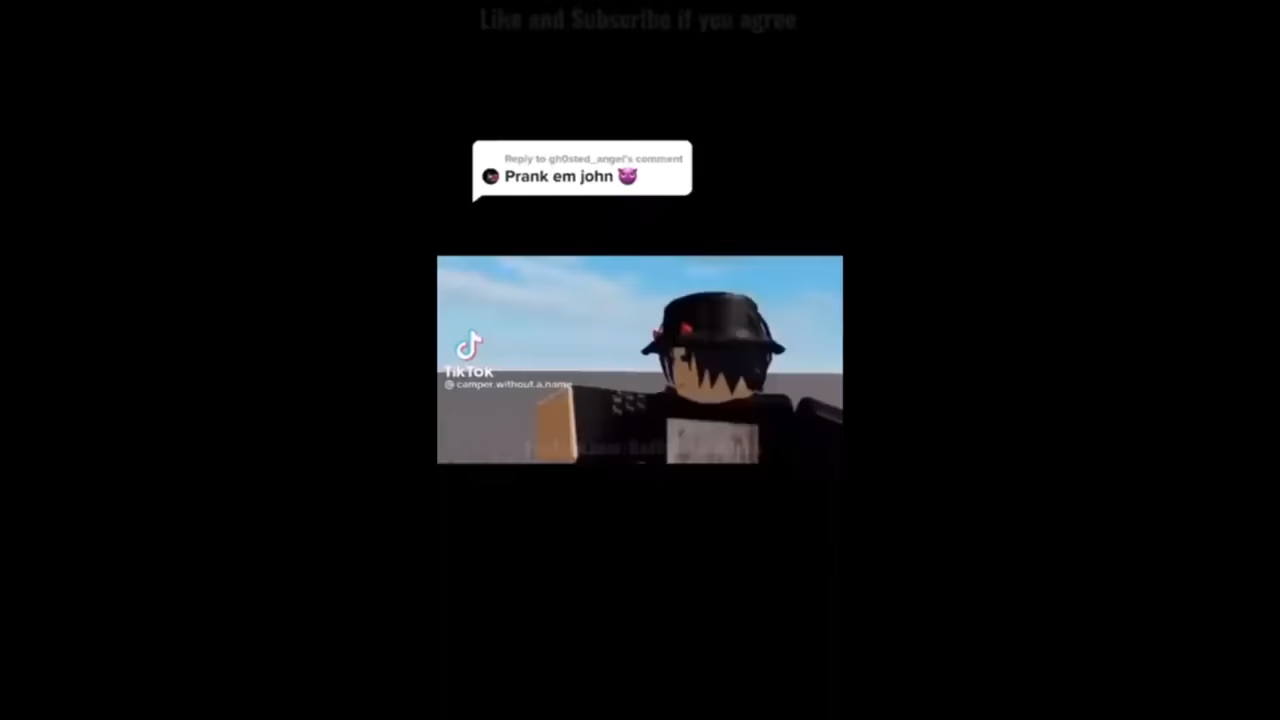 Like and Subscribe if you agree
Reply to gh0sted_angel's comment
Prank em john 😈
TikTok
@ camper.without.a.name